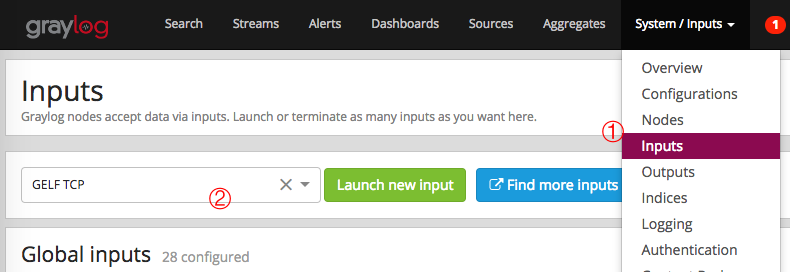 graylog
Search Streams Alerts Dashboards Sources Aggregates System / Inputs 1
Overview
Configurations
Nodes
① Inputs
Outputs
Indices
Logging
Authentication
Inputs
Graylog nodes accept data via inputs. Launch or terminate as many inputs as you want here.
GELF TCP ② Launch new input Find more inputs
Global inputs 28 configured